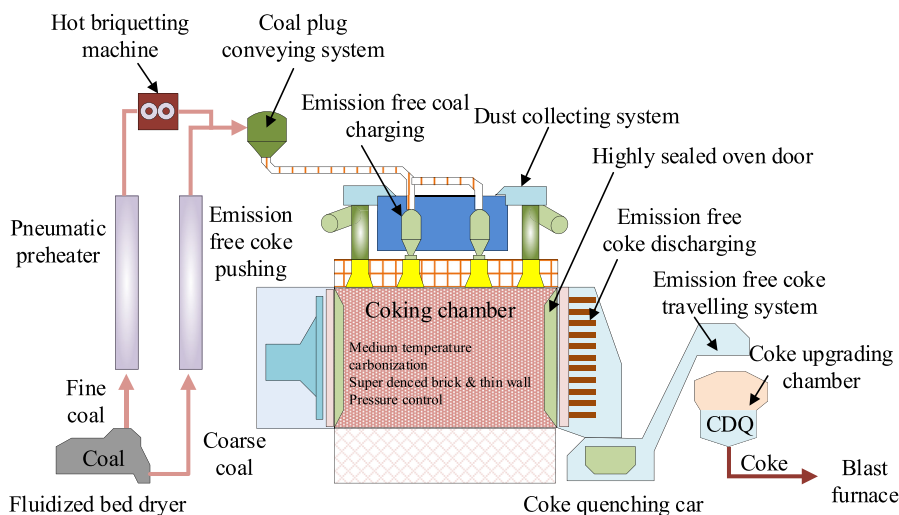 Hot briquetting
machine
Coal plug
conveying system
Emission free coal
charging
Dust collecting system
Highly sealed oven door
Pneumatic
preheater
Emission
free coke
pushing
Emission free
coke discharging
Emission free coke
travelling system
Coking chamber
Medium temperature
carbonization
Super denced brick & thin wall
Pressure control
Coke upgrading
chamber
CDQ
Fine
coal
Coarse
coal
Coal
Coke
Blast
furnace
Fluidized bed dryer
Coke quenching car